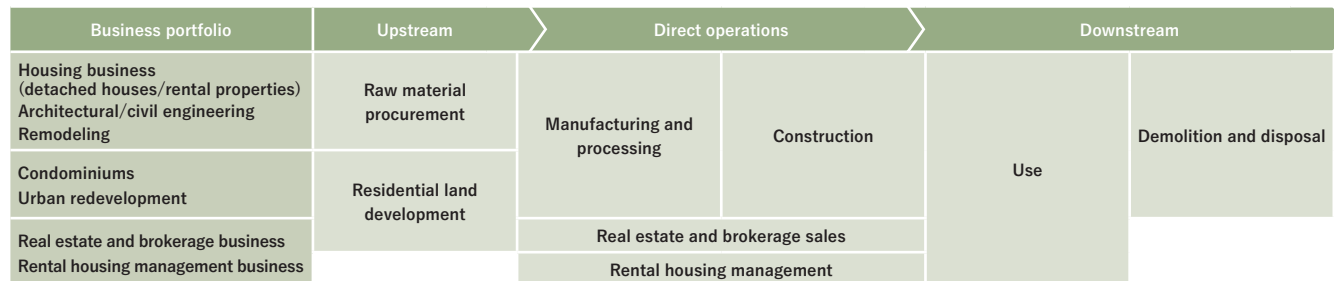 Business portfolio
Upstream
Direct operations
Downstream
Housing business
(detached houses/rental properties)
Architectural/civil engineering
Remodeling
Raw material
procurement
Manufacturing and
processing
Construction
Use
Demolition and disposal
Condominiums
Urban redevelopment
Residential land
development
Real estate and brokerage business
Rental housing management business
Real estate and brokerage sales
Rental housing management